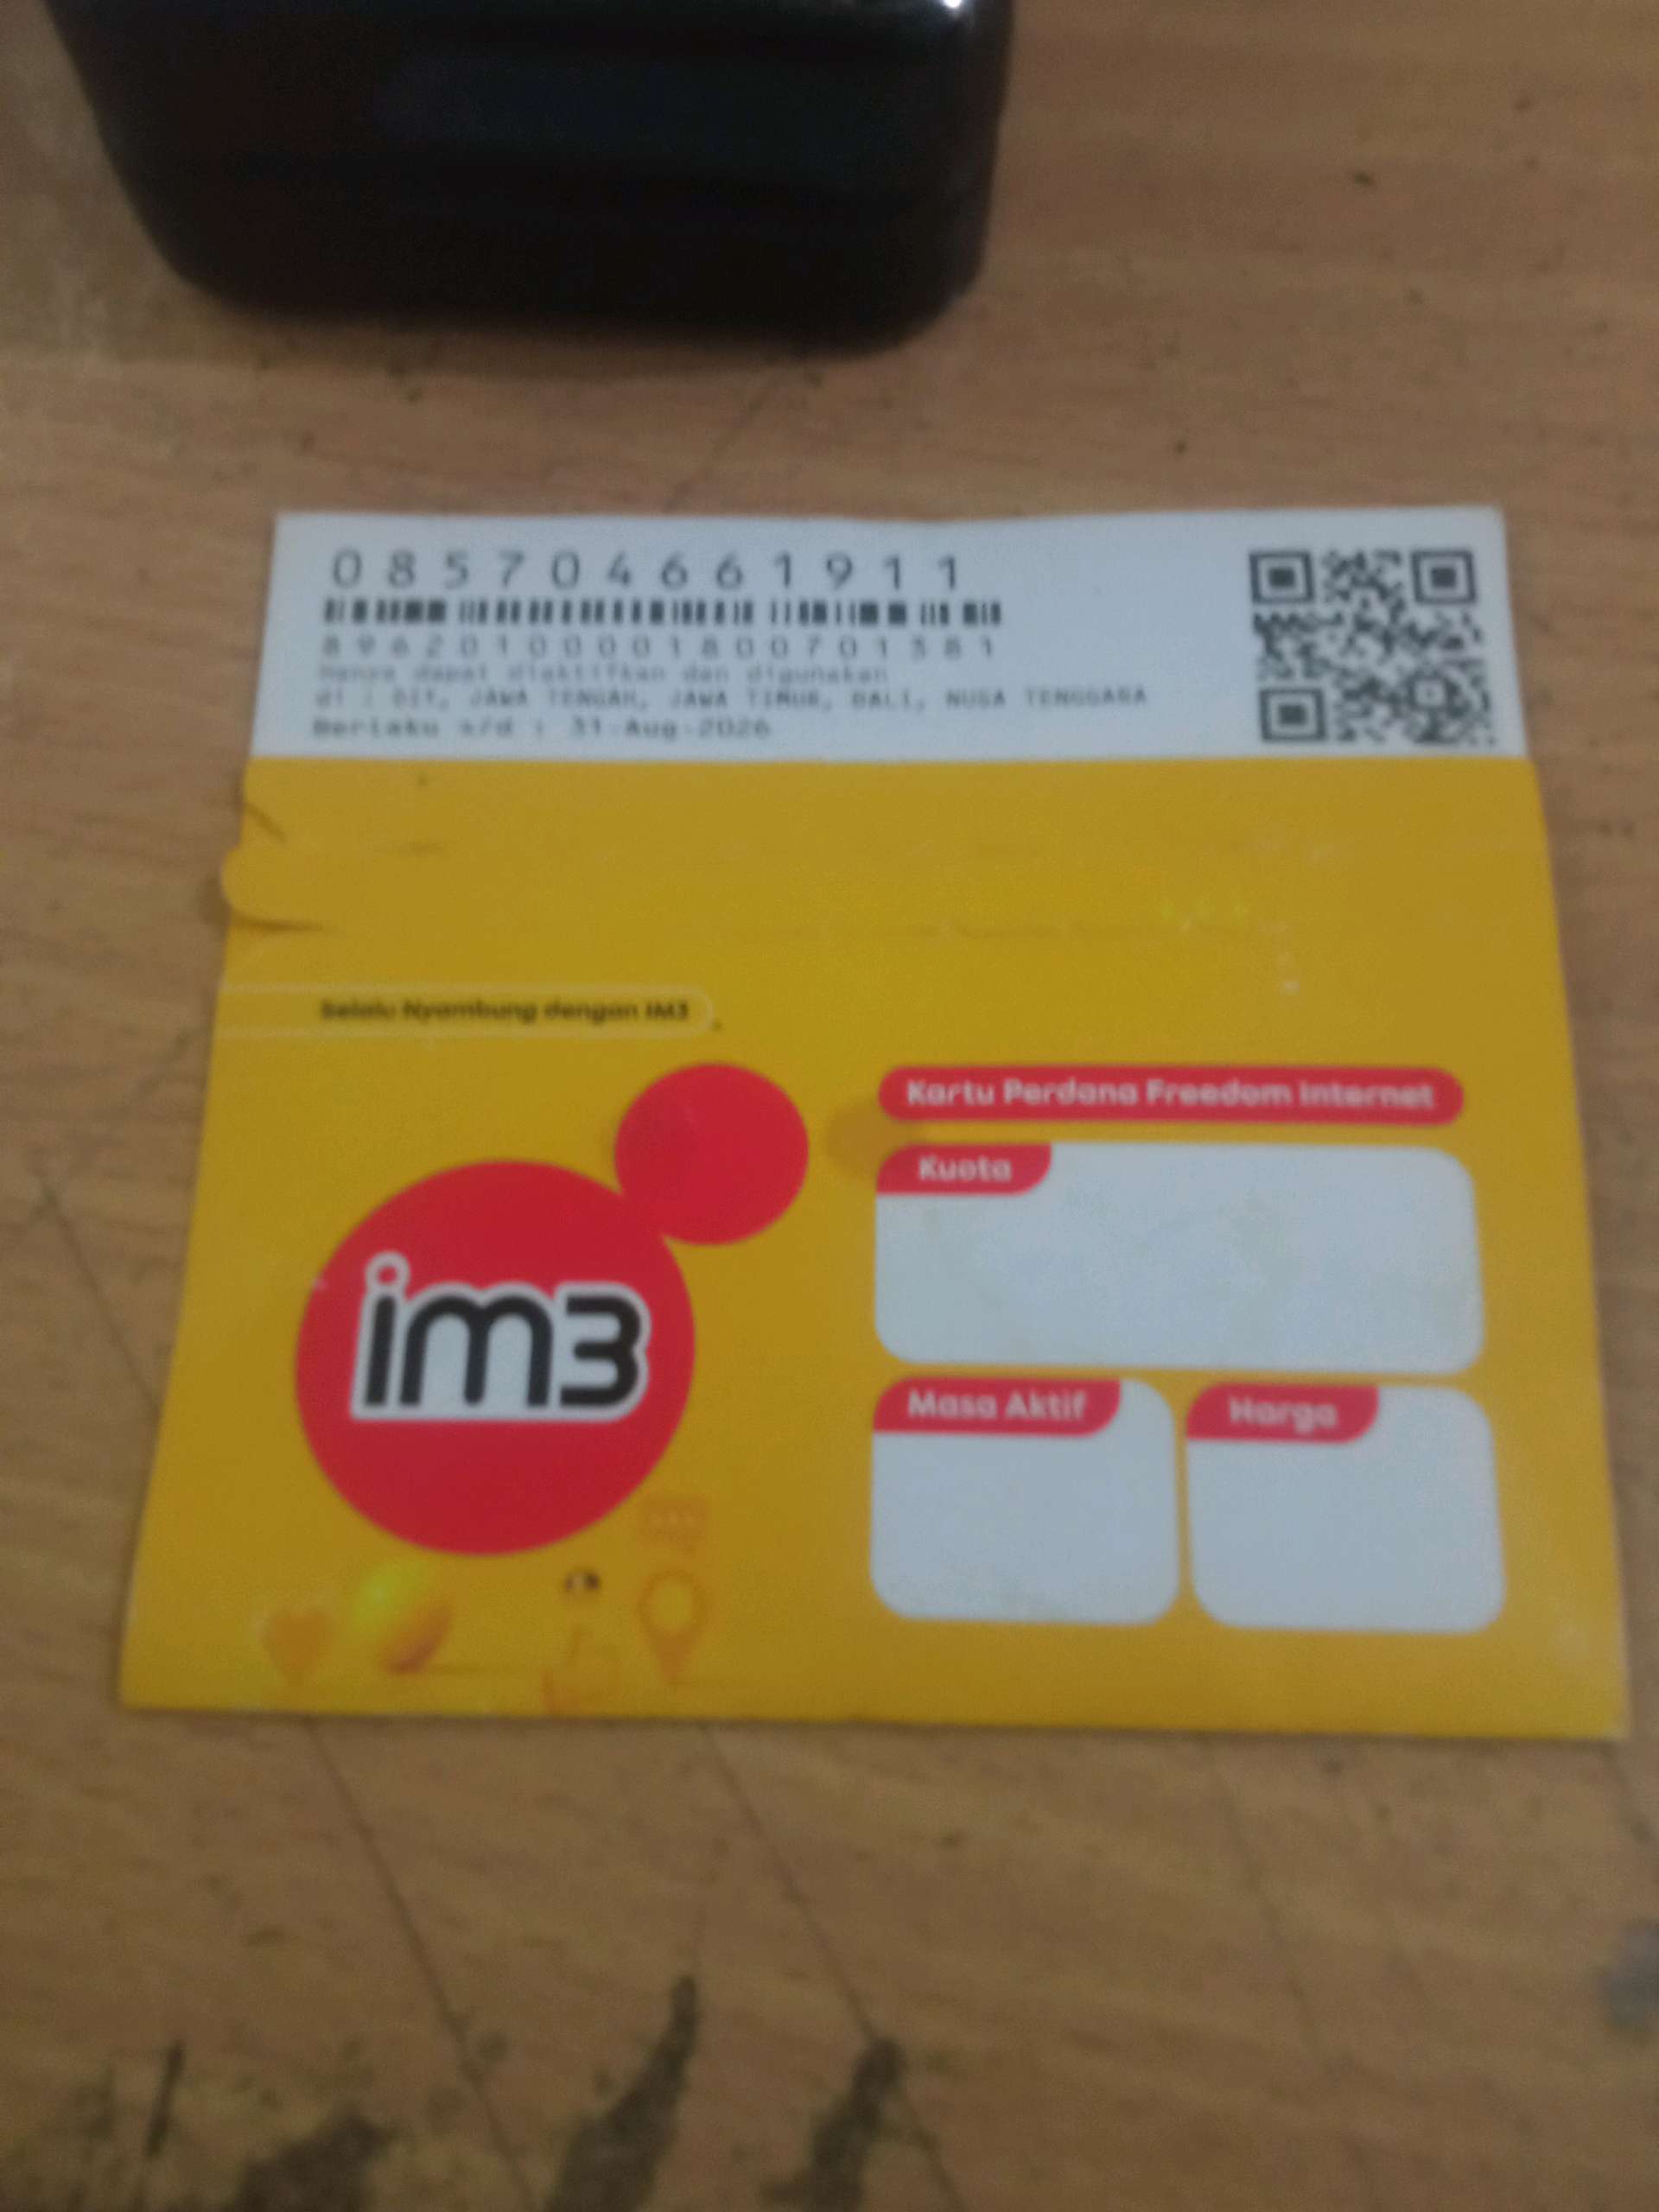 085704661911
89620100001800701381
Hanya dapat diaktifkan dan digunakan
di : DIY, JAWA TENGAH, JAWA TIMUR, BALI, NUSA TENGGARA
Berlaku s/d : 31-Aug-2026
Selalu Nyambung dengan IM3
im3
Kartu Perdana Freedom Internet
Kuota
Masa Aktif
Harga